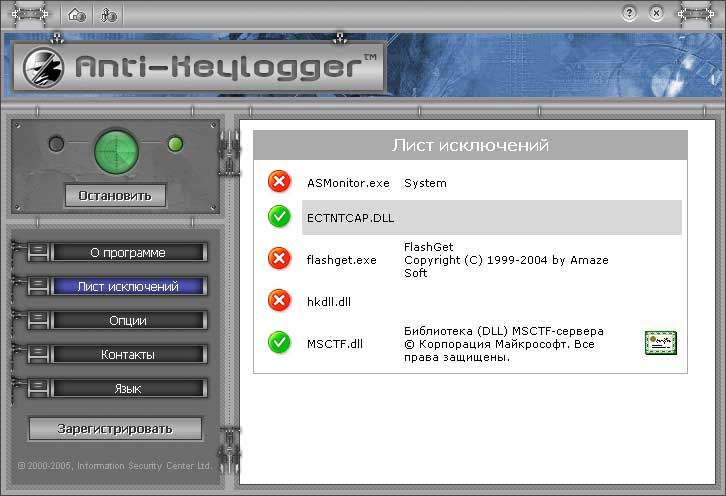 ?
×
Anti-Keylogger™
Остановить
О программе
Лист исключений
Опции
Контакты
Язык
Зарегистрировать
© 2000-2005, Information Security Center Ltd.
Лист исключений
ASMonitor.exe System
ECTNTCAP.DLL
flashget.exe FlashGet
Copyright (C) 1999-2004 by Amaze
Soft
hkdll.dll
MSCTF.dll Библиотека (DLL) MSCTF-сервера
© Корпорация Майкрософт. Все
права защищены.